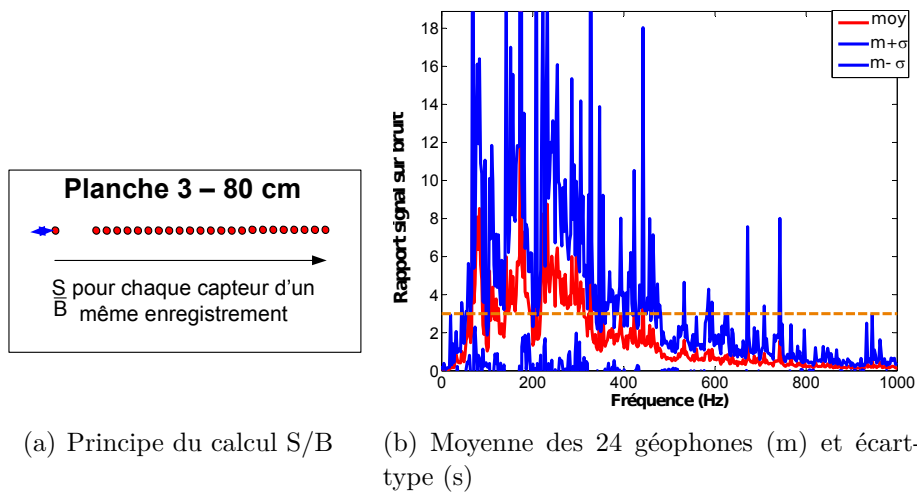 Planche 3 – 80 cm
S
B
pour chaque capteur d'un
même enregistrement
(a) Principe du calcul S/B
Rapport signal sur bruit
18
16
14
12
10
8
6
4
2
0
0
200
400
600
800
1000
Fréquence (Hz)
moy
m+σ
m- σ
(b) Moyenne des 24 géophones (m) et écart-
type (s)